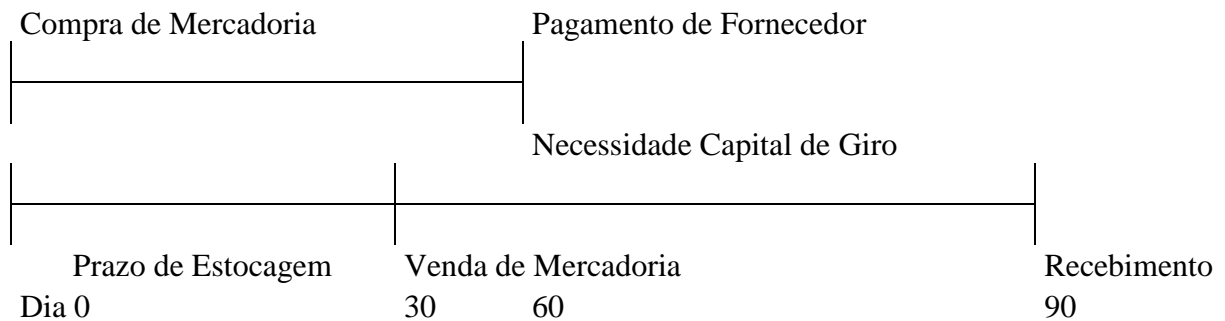 Compra de Mercadoria Pagamento de Fornecedor
Necessidade Capital de Giro
Prazo de Estocagem Venda de Mercadoria Recebimento
Dia 0 30 60 90